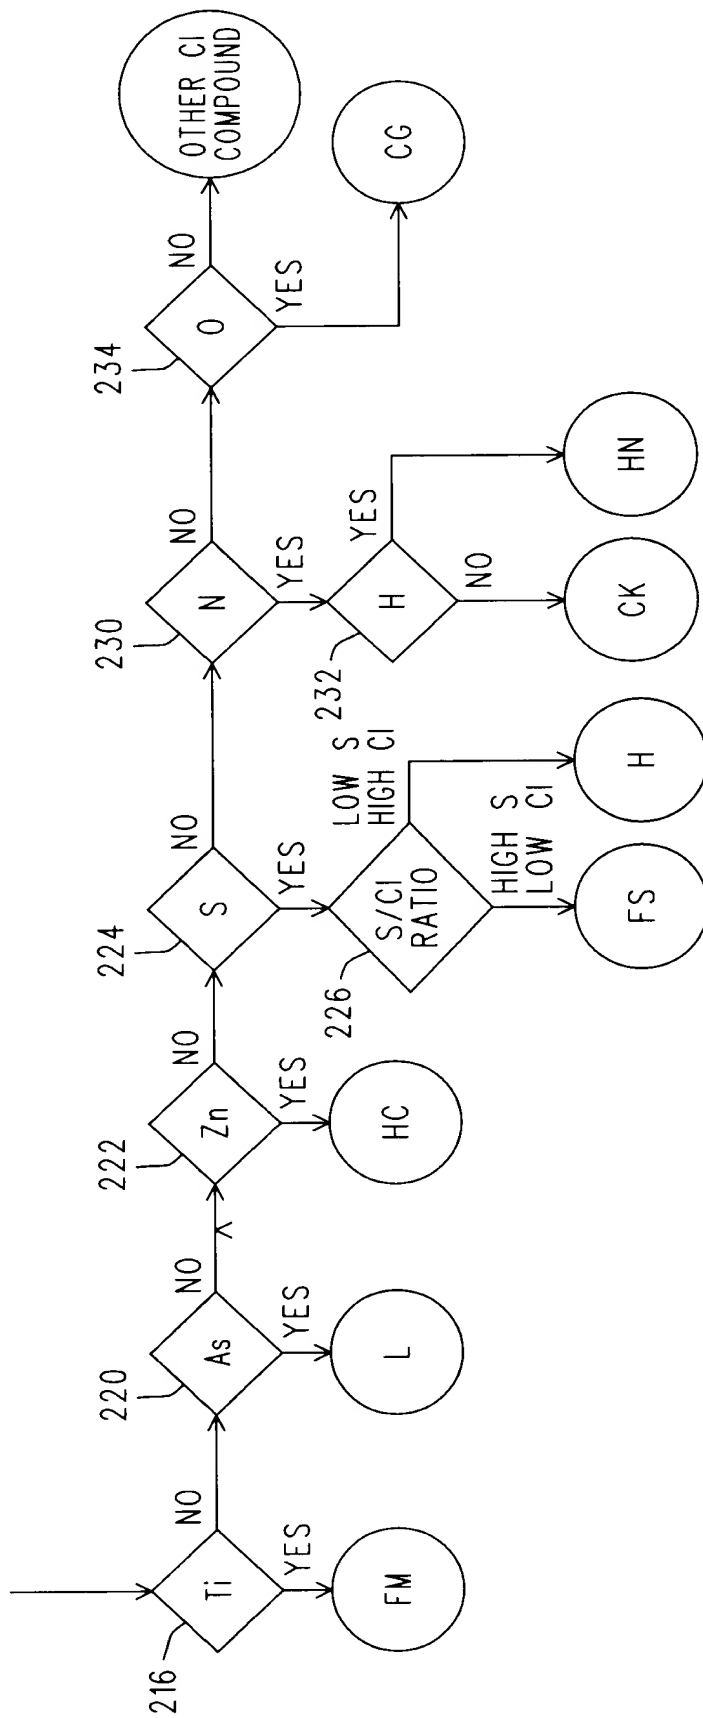 216
Ti
NO
YES
FM
220
As
NO
YES
L
222
Zn
NO
YES
HC
224
S
NO
YES
226
S/Cl
RATIO
LOW S
HIGH Cl
H
HIGH S
LOW Cl
FS
230
N
NO
YES
232
H
YES
HN
NO
CK
234
O
NO
OTHER Cl
COMPOUND
YES
CG